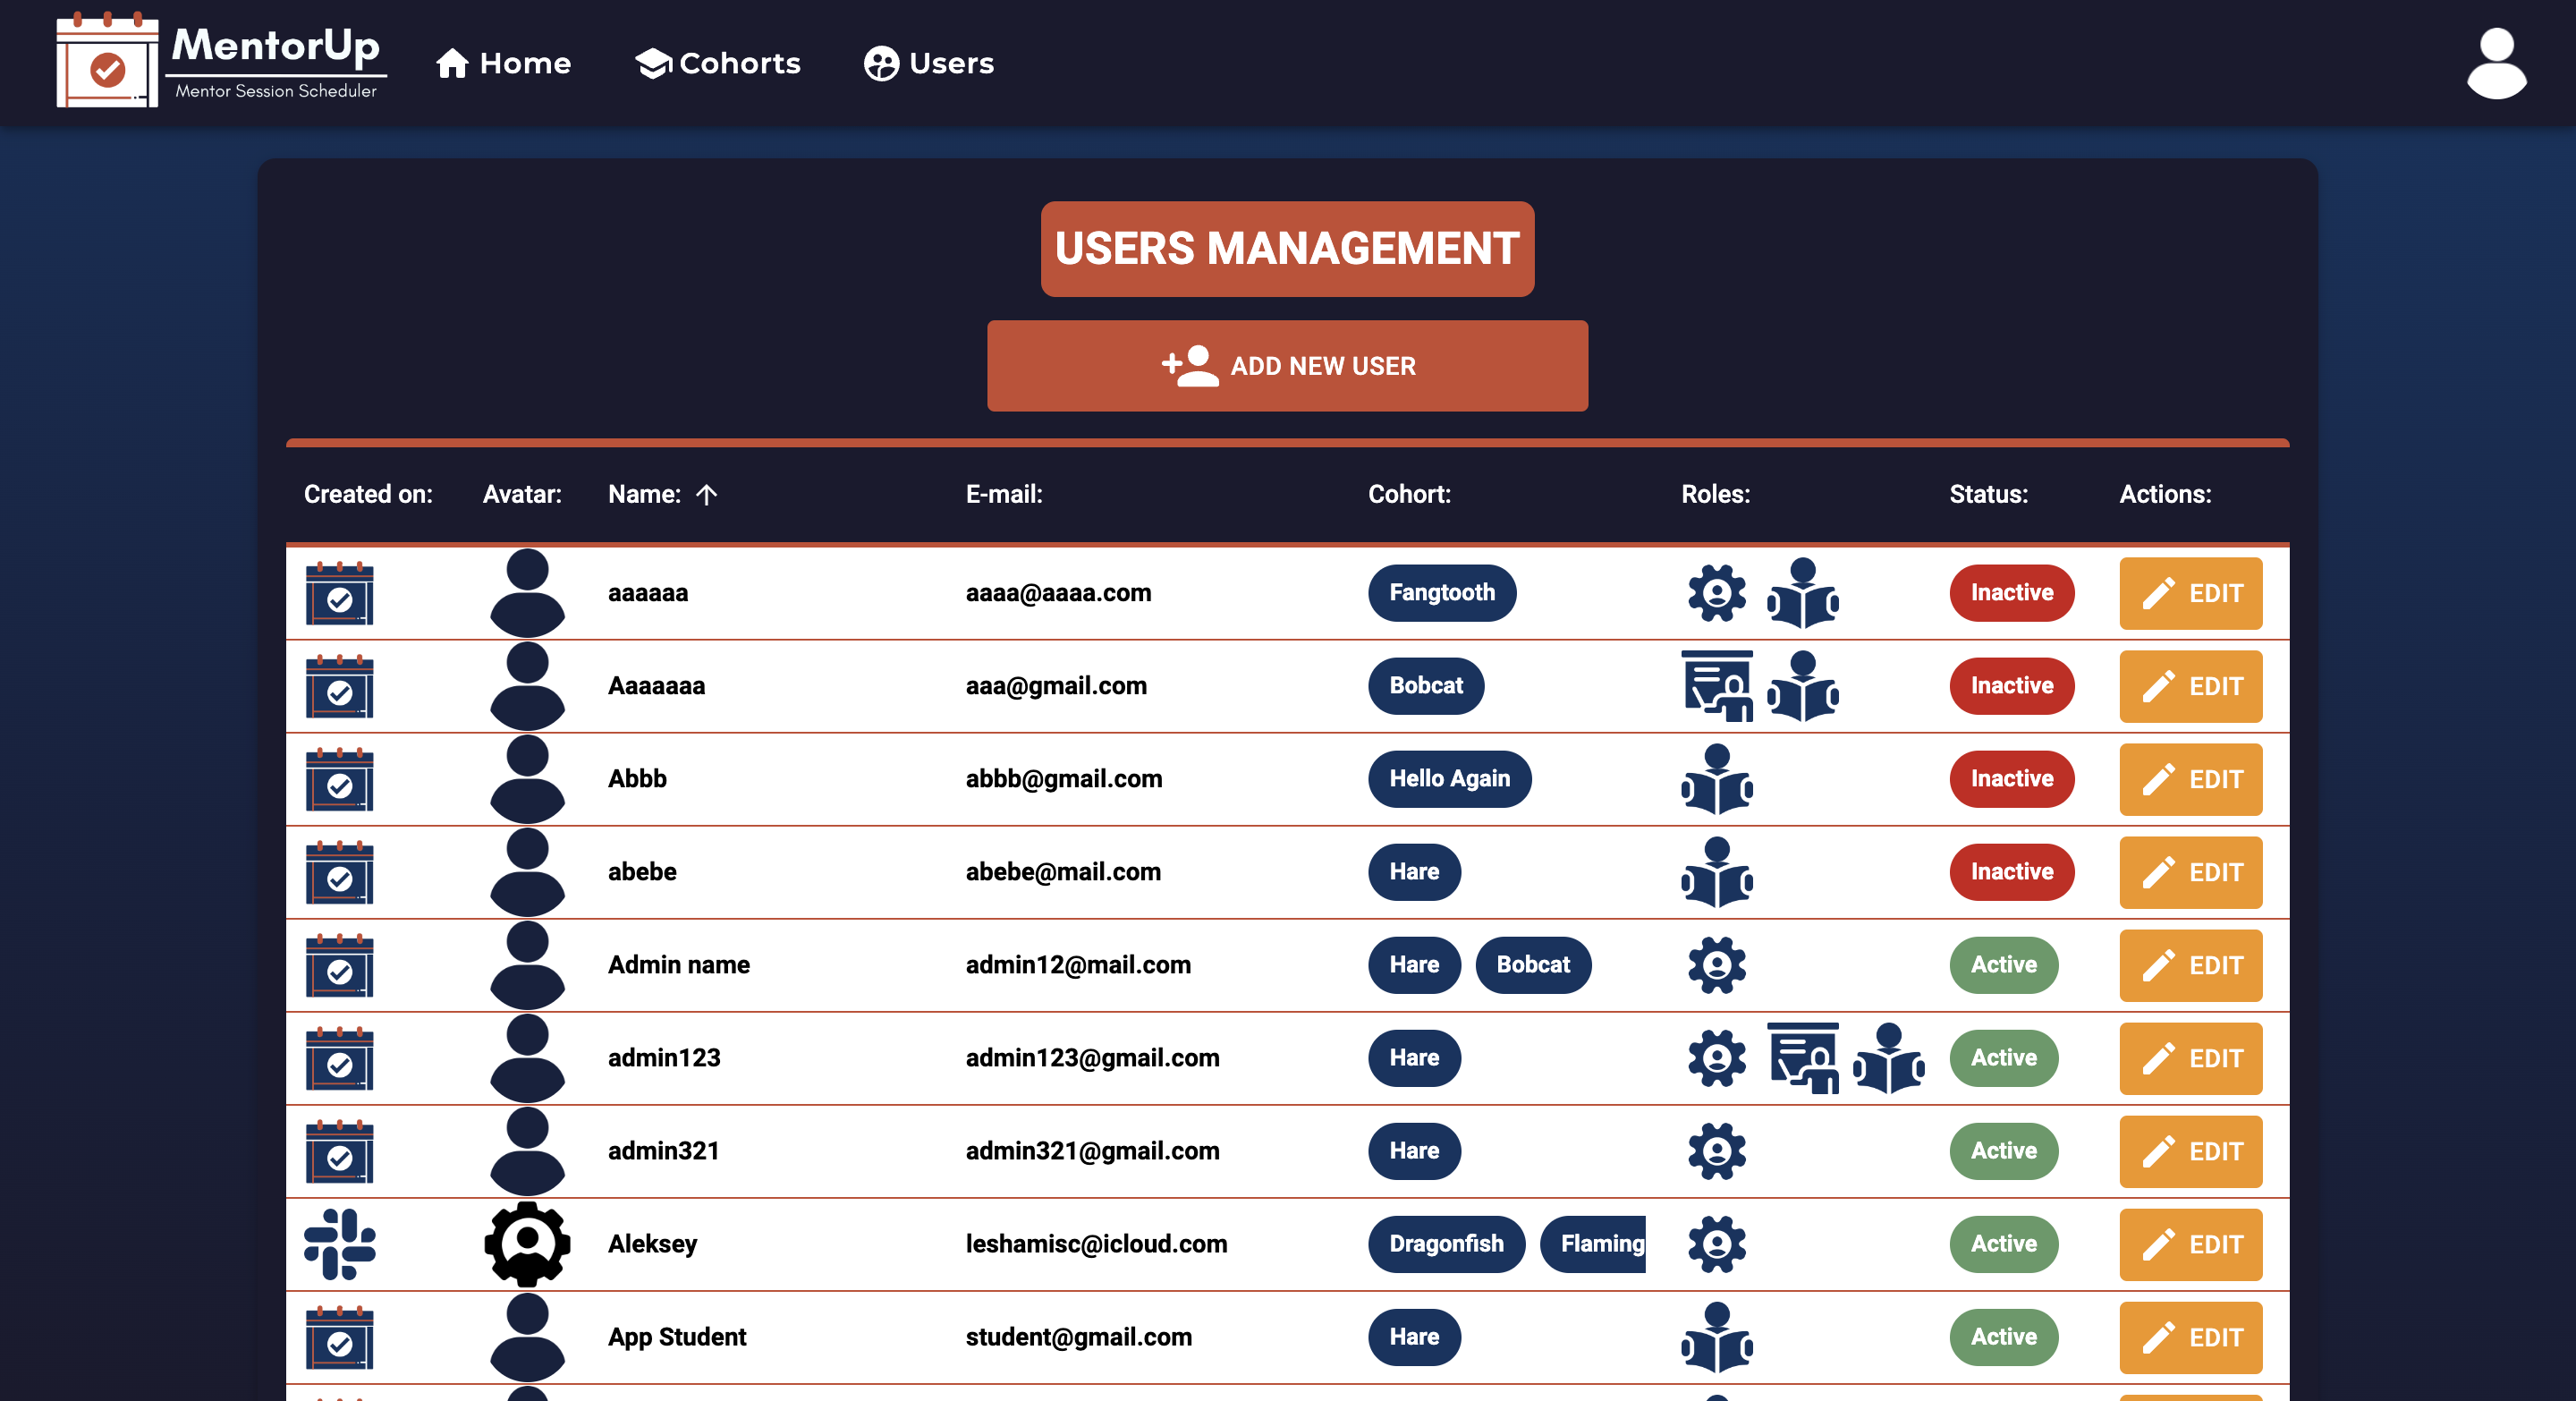 MentorUp
Mentor Session Scheduler
Home Cohorts Users
USERS MANAGEMENT
ADD NEW USER
Created on: Avatar: Name: E-mail: Cohort: Roles: Status: Actions:
aaaaaa aaaa@aaaa.com Fangtooth Inactive EDIT
Aaaaaaa aaa@gmail.com Bobcat Inactive EDIT
Abbb abbb@gmail.com Hello Again Inactive EDIT
abebe abebe@mail.com Hare Inactive EDIT
Admin name admin12@mail.com Hare Bobcat Active EDIT
admin123 admin123@gmail.com Hare Active EDIT
admin321 admin321@gmail.com Hare Active EDIT
Aleksey leshamisc@icloud.com Dragonfish Flaming Active EDIT
App Student student@gmail.com Hare Active EDIT